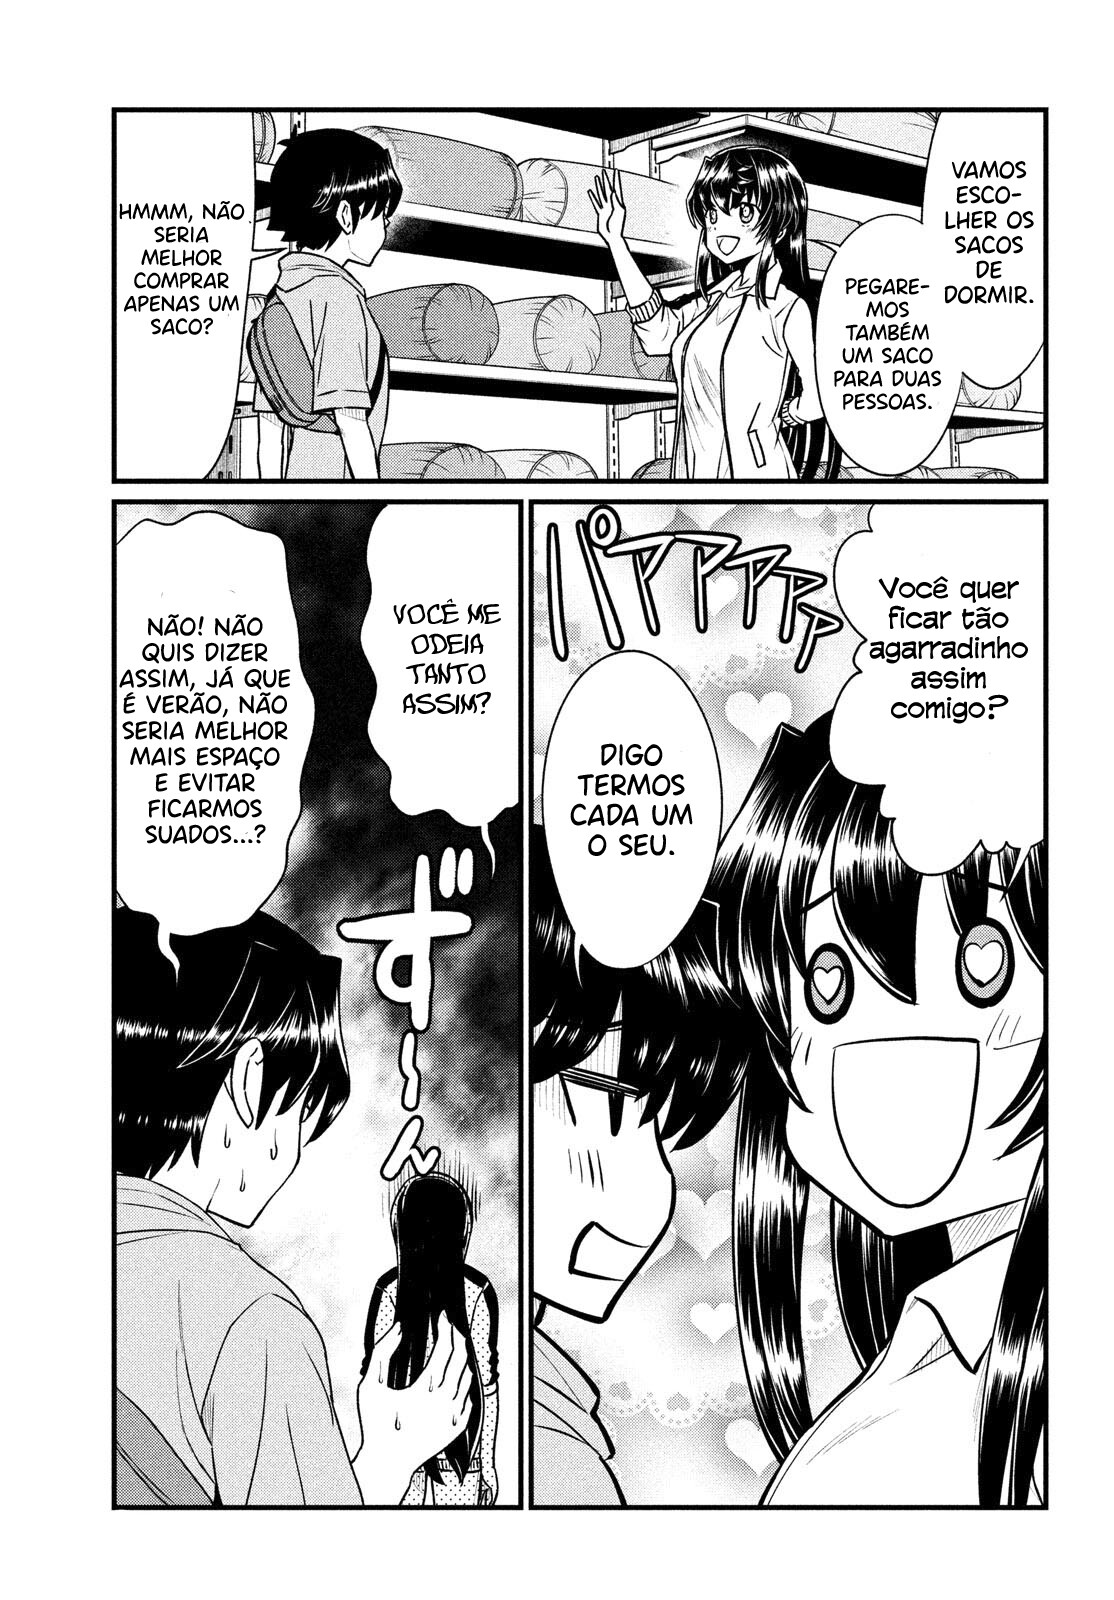 VAMOS
ESCO-
LHER OS
SACOS
DE
DORMIR.
PEGARE-
MOS
TAMBÉM
UM SACO
PARA DUAS
PESSOAS.
HMMM, NÃO
SERIA
MELHOR
COMPRAR
APENAS UM
SACO?
Você quer
ficar tão
agarradinho
assim
comigo?
パアアアァァ
DIGO
TERMOS
CADA UM
O SEU.
VOCÊ ME
ODEIA
TANTO
ASSIM?
ず〜〜ん
NÃO! NÃO
QUIS DIZER
ASSIM, JÁ QUE
É VERÃO, NÃO
SERIA MELHOR
MAIS ESPAÇO
E EVITAR
FICARMOS
SUADOS...?